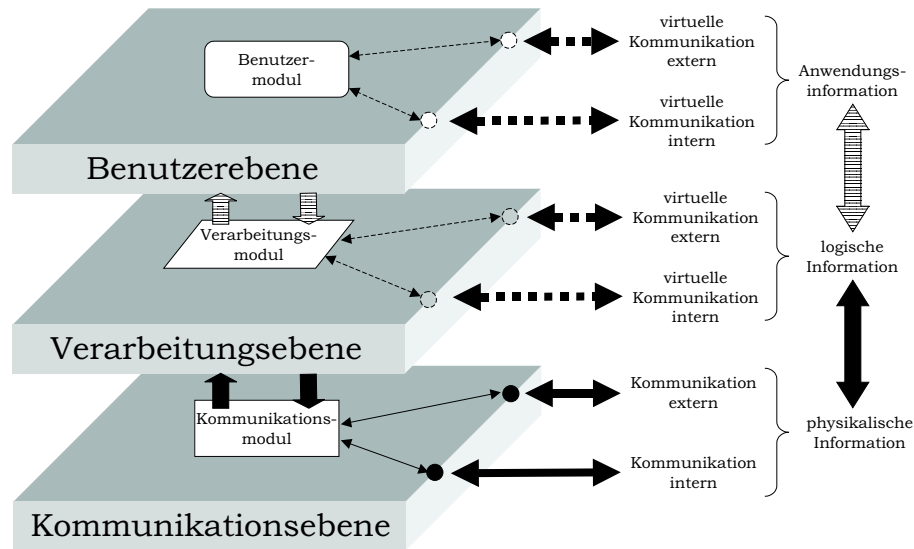 Benutzer-
modul
Benutzerebene
virtuelle
Kommunikation
extern
virtuelle
Kommunikation
intern
Anwendungs-
information
Verarbeitungs-
modul
Verarbeitungsebene
virtuelle
Kommunikation
extern
virtuelle
Kommunikation
intern
logische
Information
Kommunikations-
modul
Kommunikationsebene
Kommunikation
extern
Kommunikation
intern
physikalische
Information